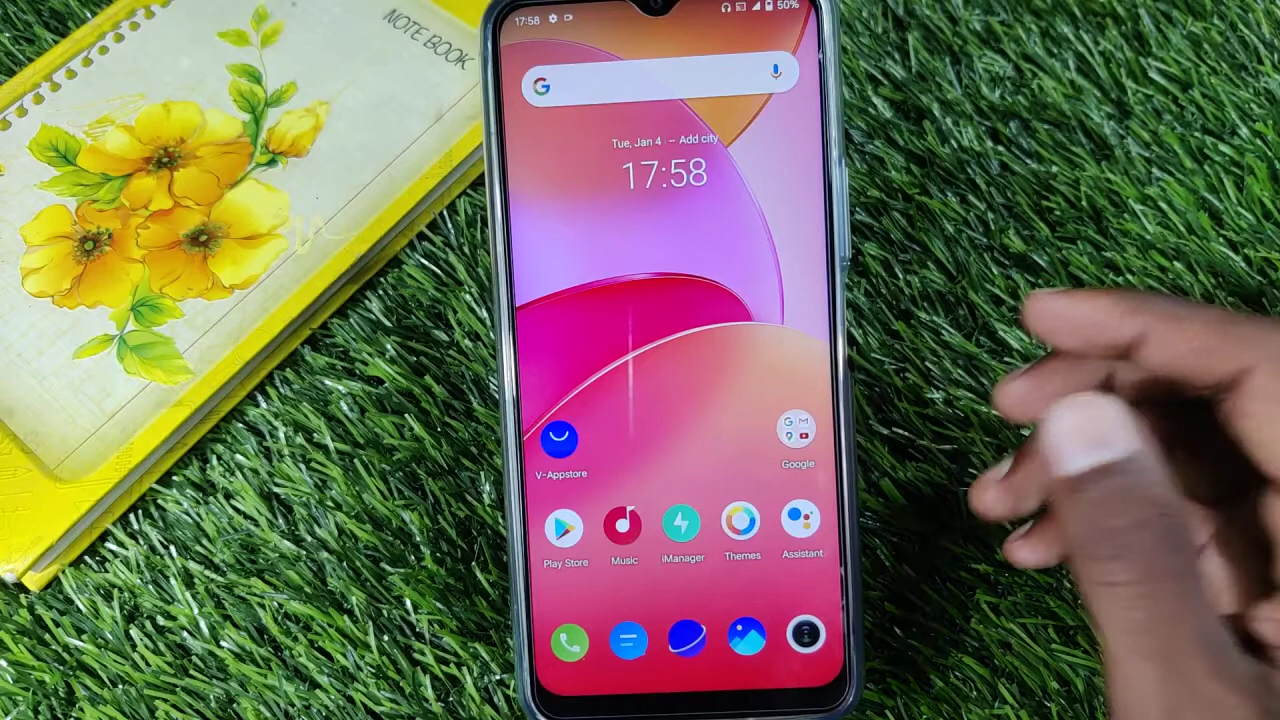 NOTE BOOK
17:58
50%
Tue, Jan 4 – Add city
17:58
V-Appstore
Google
Play Store
Music
iManager
Themes
Assistant